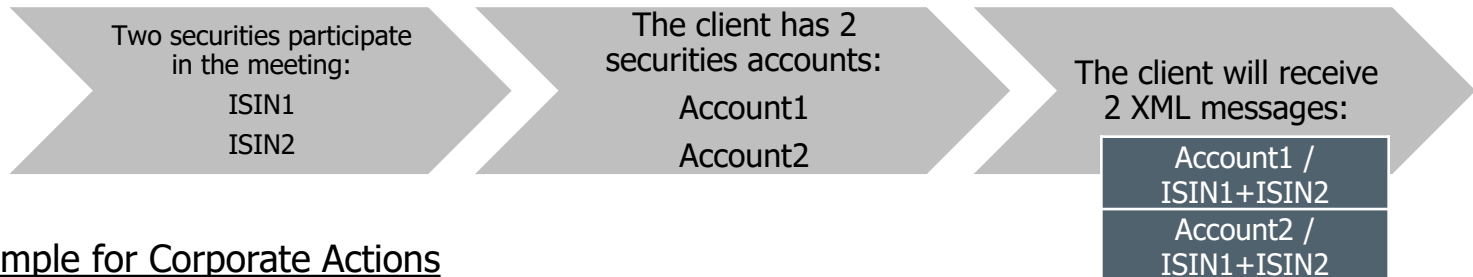 Two securities participate
in the meeting:
ISIN1
ISIN2
The client has 2
securities accounts:
Account1
Account2
The client will receive
2 XML messages:
Account1 /
ISIN1+ISIN2
Account2 /
ISIN1+ISIN2
mple for Corporate Actions